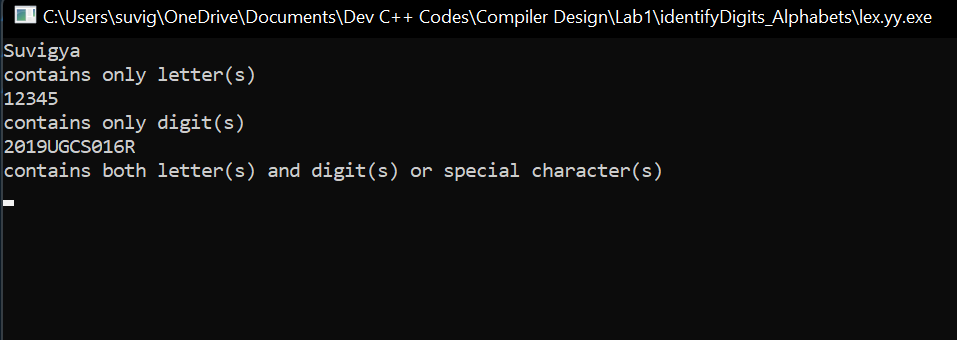 C:\Users\suvig\OneDrive\Documents\Dev C++ Codes\Compiler Design\Lab1\identifyDigits_Alphabets\lex.yy.exe
Suvigya
contains only letter(s)
12345
contains only digit(s)
2019UGCS016R
contains both letter(s) and digit(s) or special character(s)